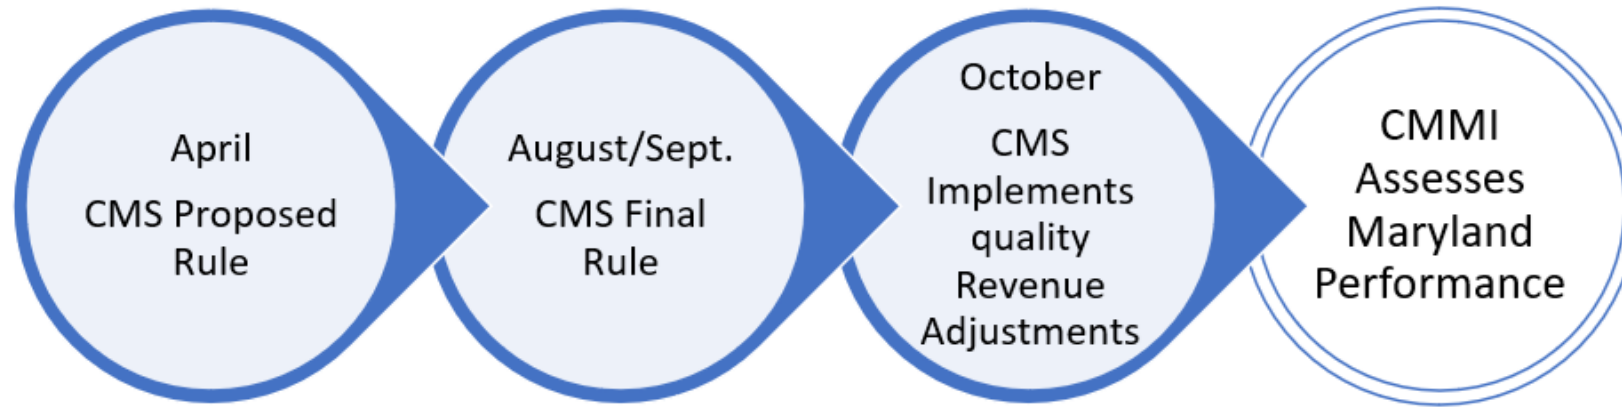 April
CMS Proposed
Rule
August/Sept.
CMS Final
Rule
October
CMS
Implements
quality
Revenue
Adjustments
CMMI
Assesses
Maryland
Performance